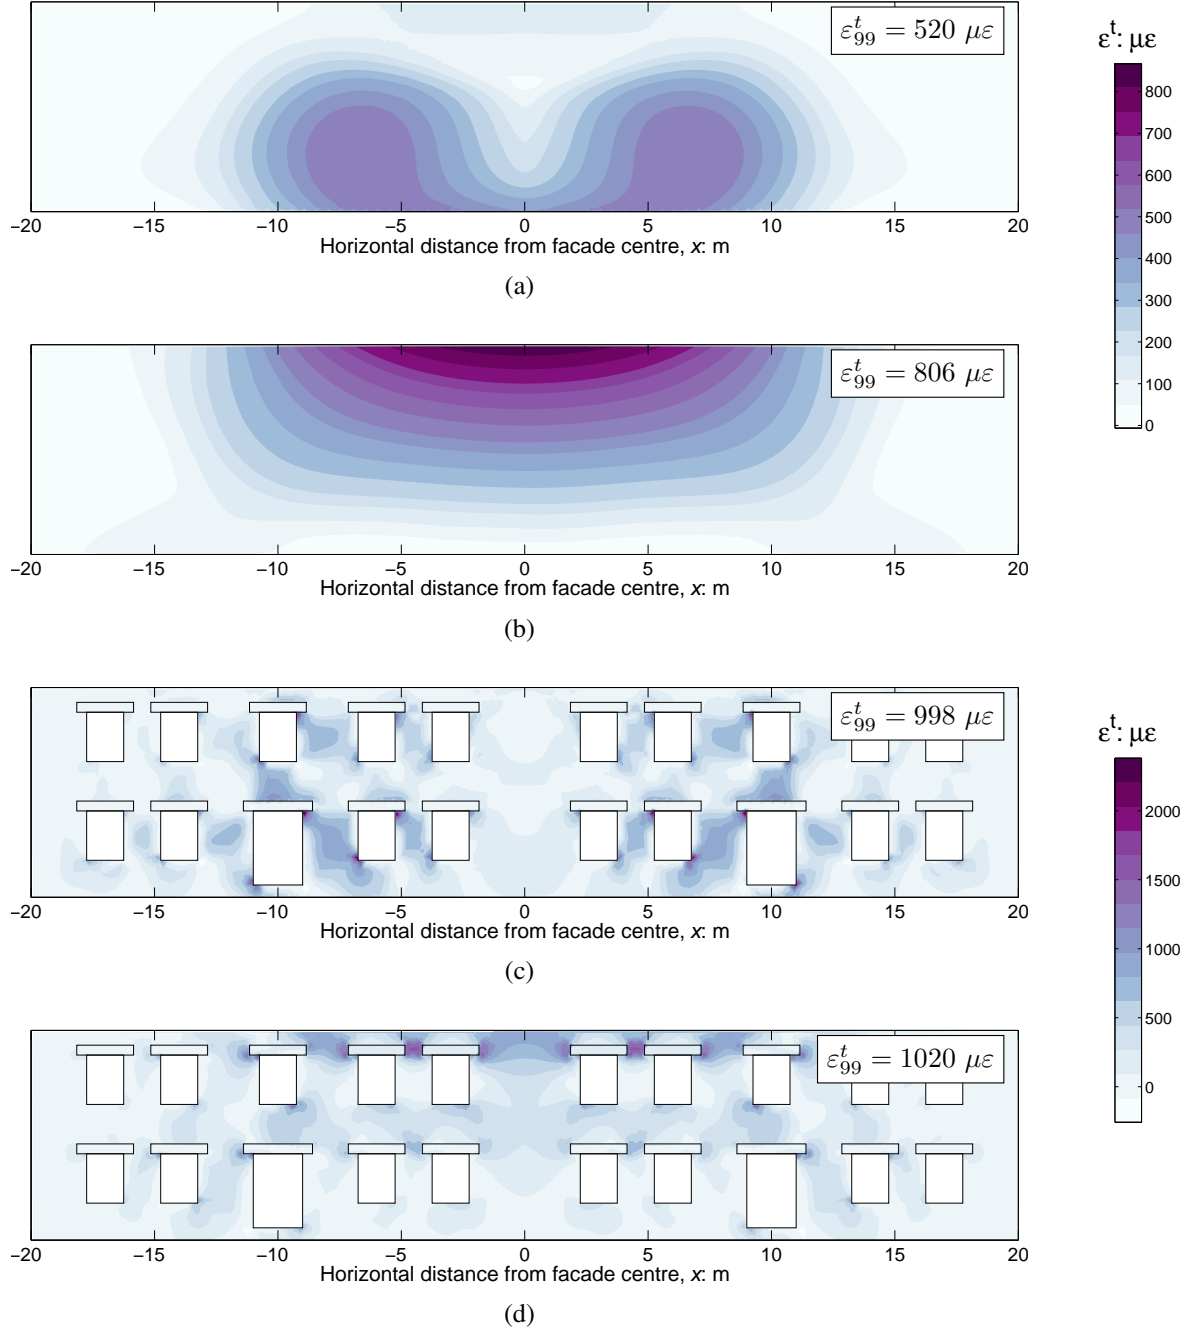 ε^t_99 = 520 με
−20 −15 −10 −5 0 5 10 15 20
Horizontal distance from facade centre, x: m
(a)
ε^t: με
800
700
600
500
400
300
200
100
0
ε^t_99 = 806 με
−20 −15 −10 −5 0 5 10 15 20
Horizontal distance from facade centre, x: m
(b)
ε^t_99 = 998 με
−20 −15 −10 −5 0 5 10 15 20
Horizontal distance from facade centre, x: m
(c)
ε^t: με
2000
1500
1000
500
0
ε^t_99 = 1020 με
−20 −15 −10 −5 0 5 10 15 20
Horizontal distance from facade centre, x: m
(d)